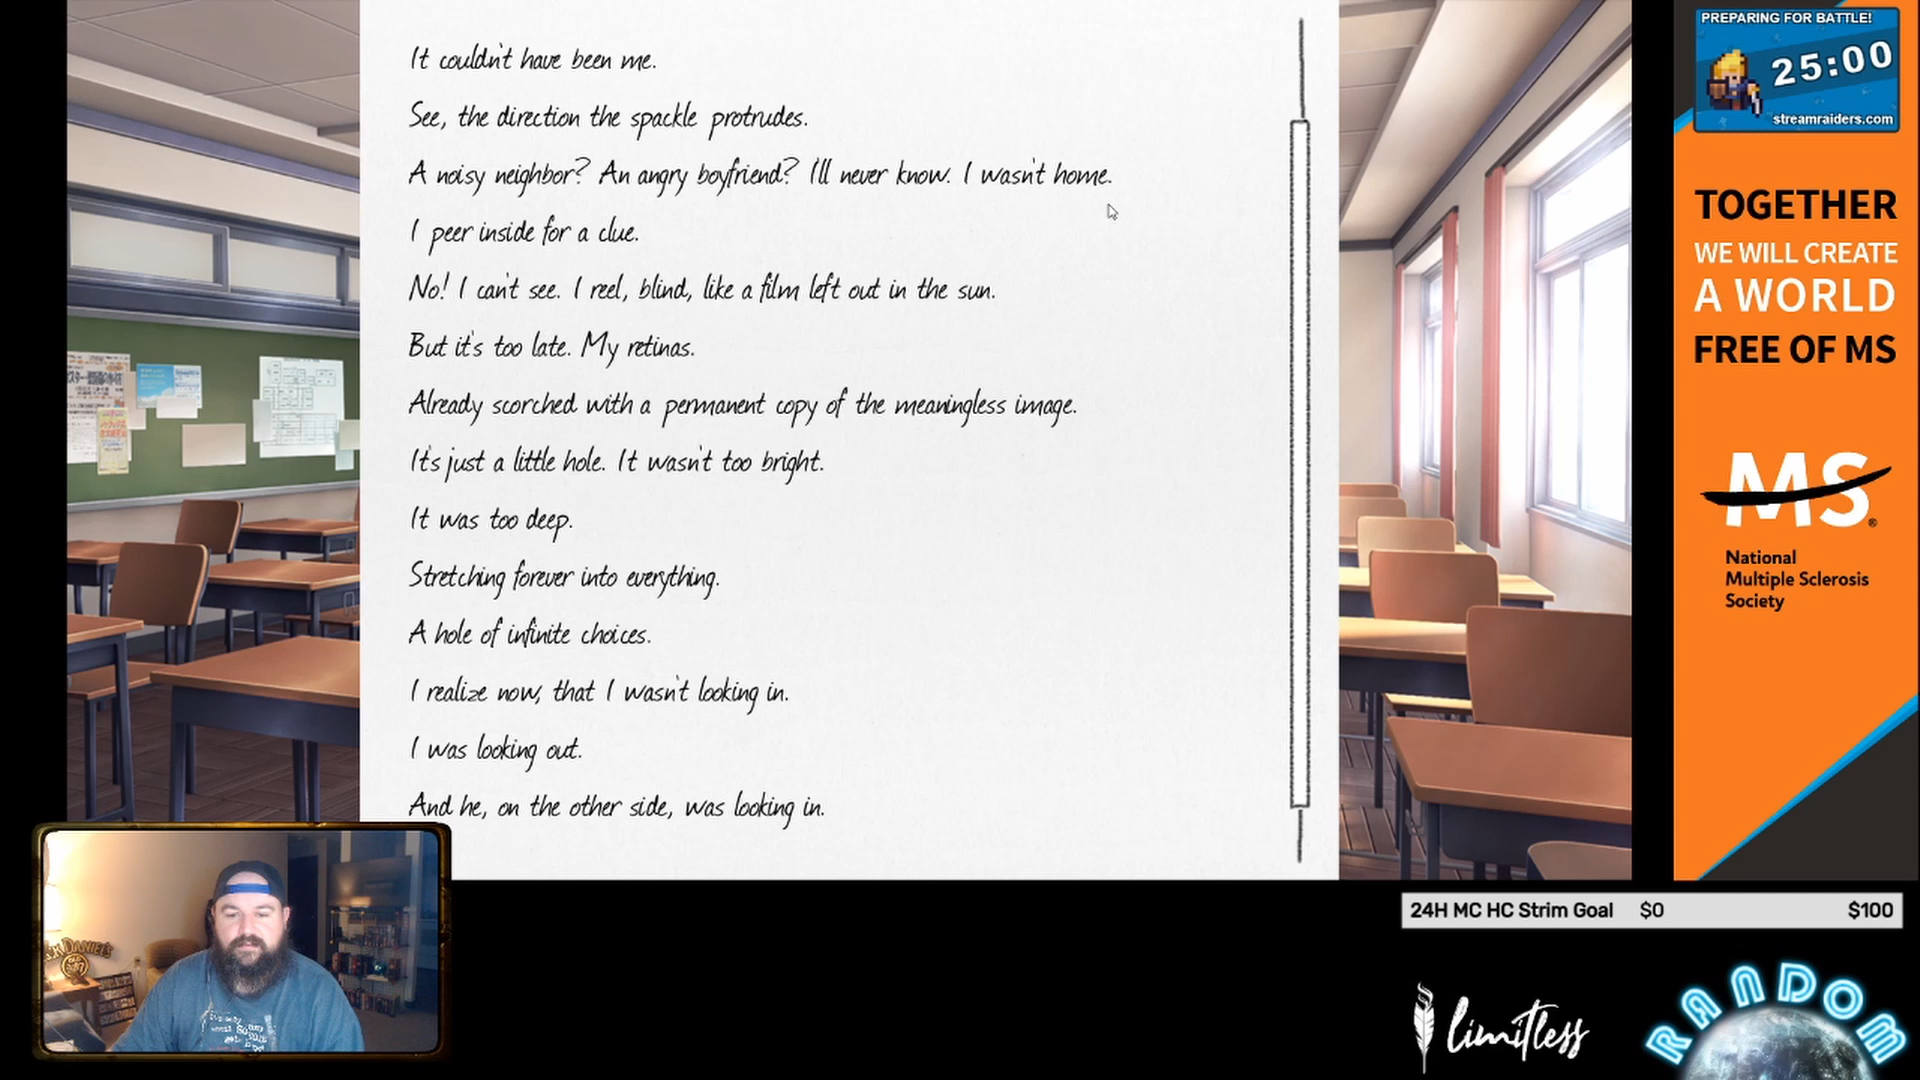 It couldn't have been me.
See, the direction the spackle protrudes.
A noisy neighbor? An angry boyfriend? I'll never know. I wasn't home.
I peer inside for a clue.
No! I can't see. I reel, blind, like a film left out in the sun.
But it's too late. My retinas.
Already scorched with a permanent copy of the meaningless image.
It's just a little hole. It wasn't too bright.
It was too deep.
Stretching forever into everything.
A hole of infinite choices.
I realize now, that I wasn't looking in.
I was looking out.
And he, on the other side, was looking in.
PREPARING FOR BATTLE!
25:00
streamraiders.com
TOGETHER
WE WILL CREATE
A WORLD
FREE OF MS
MS
National
Multiple Sclerosis
Society
24H MC HC Strim Goal $0 $100
limitless
RANDOM